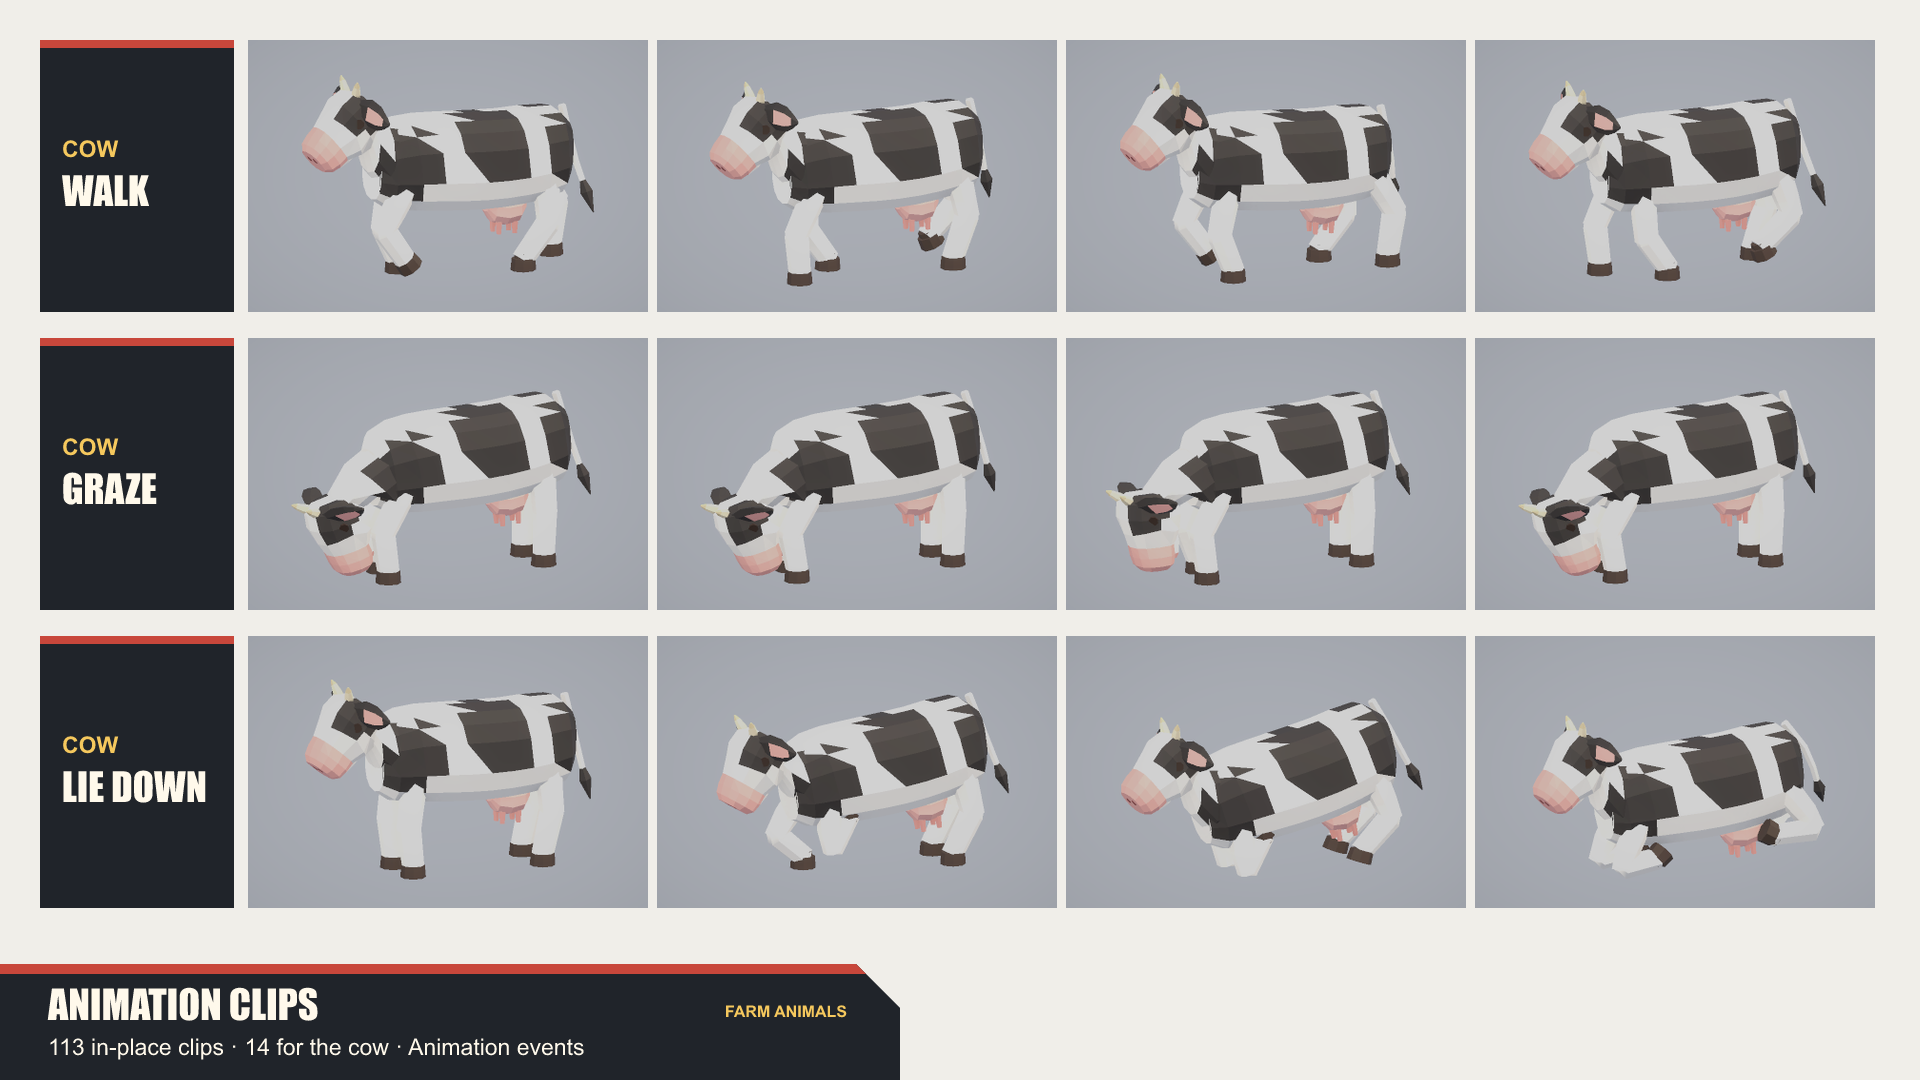 COW
WALK
COW
GRAZE
COW
LIE DOWN
ANIMATION CLIPS
FARM ANIMALS
113 in-place clips · 14 for the cow · Animation events